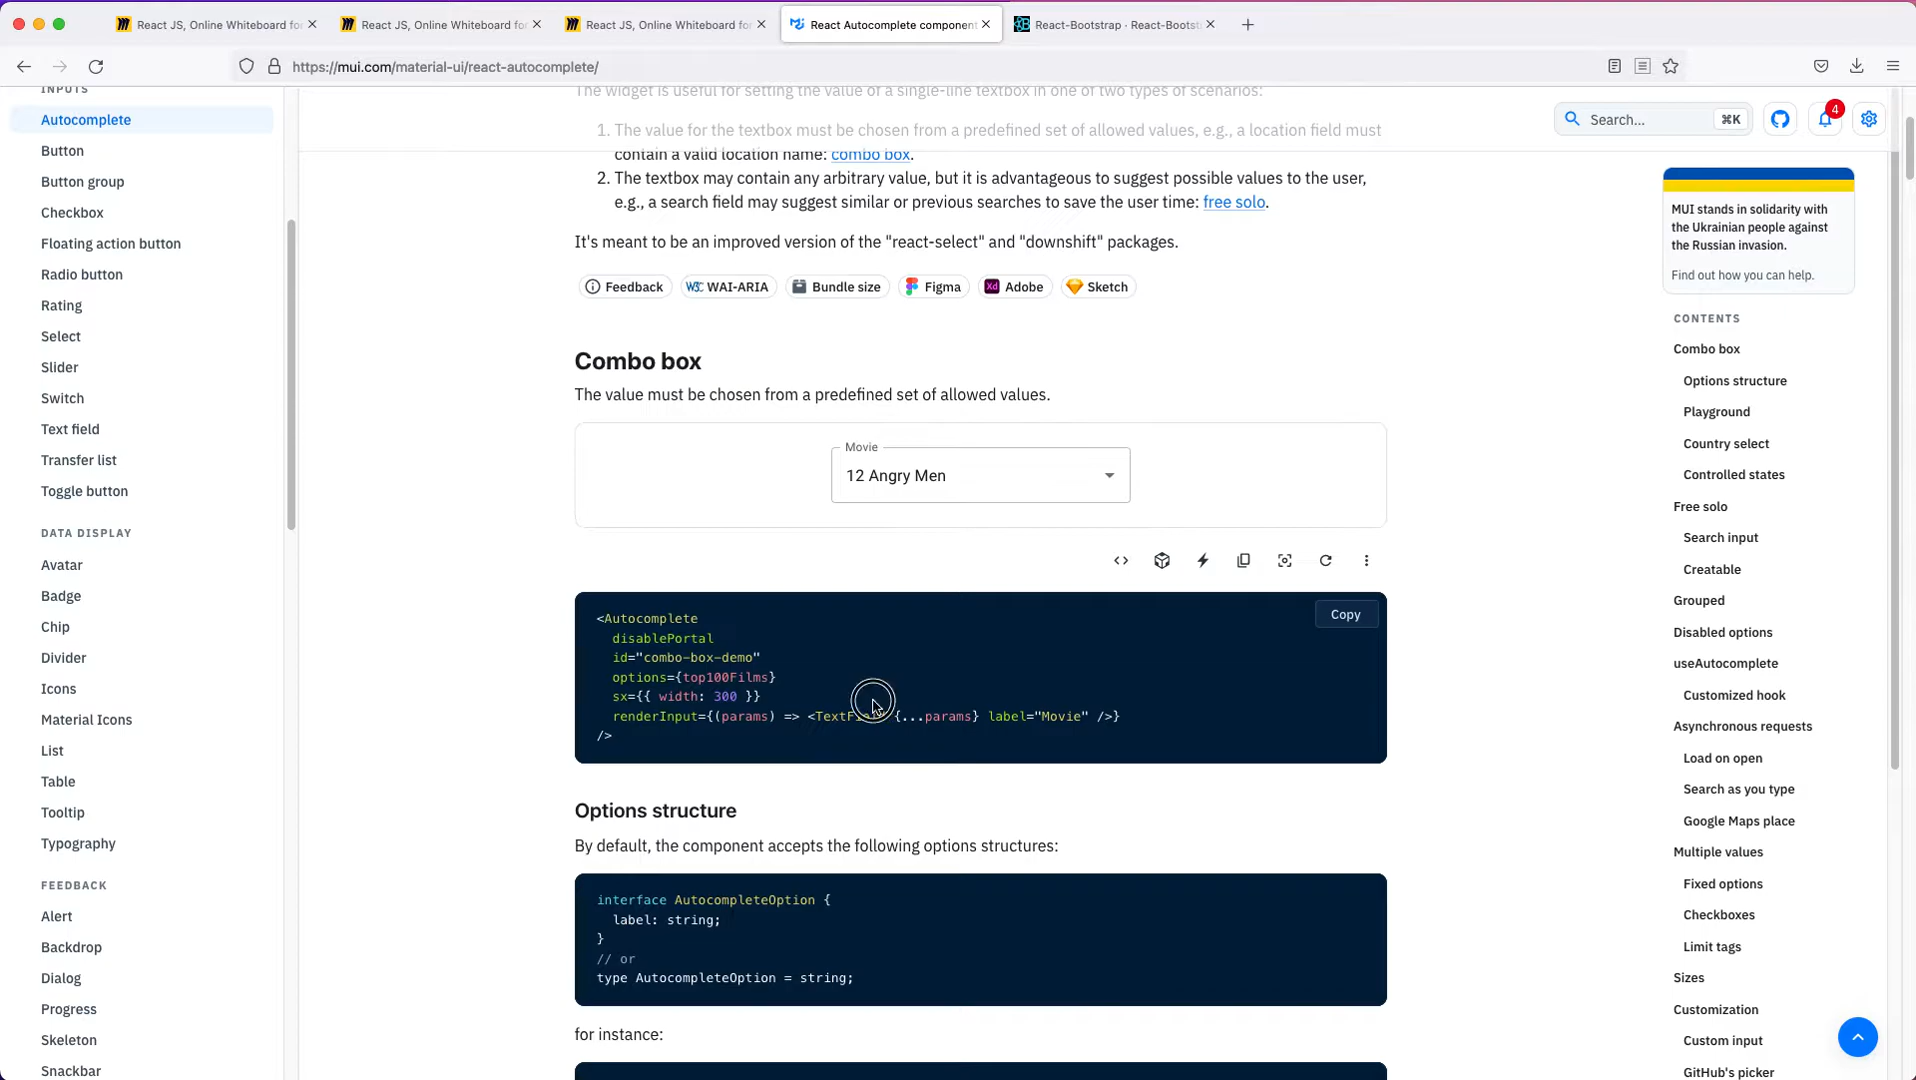 React JS, Online Whiteboard for
React JS, Online Whiteboard for
React JS, Online Whiteboard for
React Autocomplete component
React-Bootstrap · React-Bootst
https://mui.com/material-ui/react-autocomplete/
INPUTS
Autocomplete
Button
Button group
Checkbox
Floating action button
Radio button
Rating
Select
Slider
Switch
Text field
Transfer list
Toggle button
DATA DISPLAY
Avatar
Badge
Chip
Divider
Icons
Material Icons
List
Table
Tooltip
Typography
FEEDBACK
Alert
Backdrop
Dialog
Progress
Skeleton
Snackbar
The widget is useful for setting the value of a single-line textbox in one of two types of scenarios:
1. The value for the textbox must be chosen from a predefined set of allowed values, e.g., a location field must
contain a valid location name: combo box.
2. The textbox may contain any arbitrary value, but it is advantageous to suggest possible values to the user,
e.g., a search field may suggest similar or previous searches to save the user time: free solo.
It's meant to be an improved version of the "react-select" and "downshift" packages.
Feedback
W3C WAI-ARIA
Bundle size
Figma
Xd Adobe
Sketch
Combo box
The value must be chosen from a predefined set of allowed values.
Movie
12 Angry Men
Copy
<Autocomplete
disablePortal
id="combo-box-demo"
options={top100Films}
sx={{ width: 300 }}
renderInput={(params) => <TextField {...params} label="Movie" />}
/>
Options structure
By default, the component accepts the following options structures:
interface AutocompleteOption {
label: string;
}
// or
type AutocompleteOption = string;
for instance:
Search...
⌘K
4
MUI stands in solidarity with
the Ukrainian people against
the Russian invasion.
Find out how you can help.
CONTENTS
Combo box
Options structure
Playground
Country select
Controlled states
Free solo
Search input
Creatable
Grouped
Disabled options
useAutocomplete
Customized hook
Asynchronous requests
Load on open
Search as you type
Google Maps place
Multiple values
Fixed options
Checkboxes
Limit tags
Sizes
Customization
Custom input
GitHub's picker